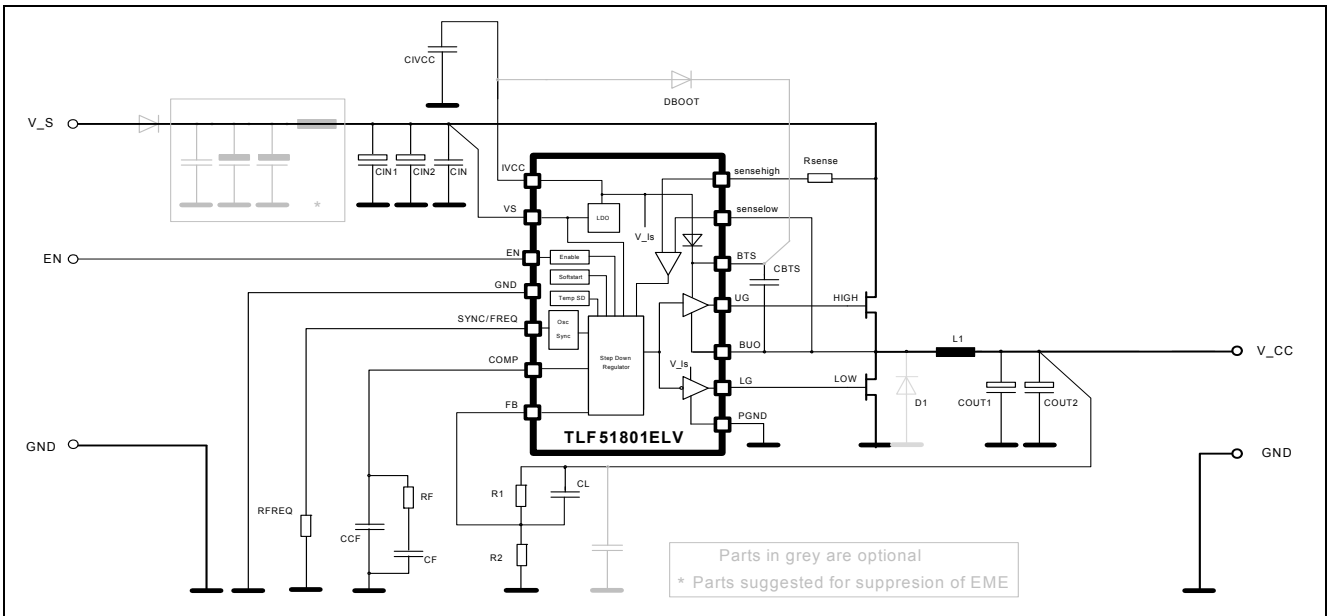 CIVCC
DBOOT
V_S
CIN1
CIN2
CIN
*
IVCC
sensehigh
Rsense
VS
LDO
senselow
V_Is
EN
EN
Enable
BTS
CBTS
GND
Softstart
Temp SD
UG
HIGH
SYNC/FREQ
Osc
Sync
L1
BUO
V_CC
COMP
Step Down
Regulator
V_Is
LG
LOW
D1
COUT1
COUT2
FB
PGND
TLF51801ELV
GND
GND
R1
CL
RF
RFREQ
CCF
CF
R2
Parts in grey are optional
* Parts suggested for suppresion of EME